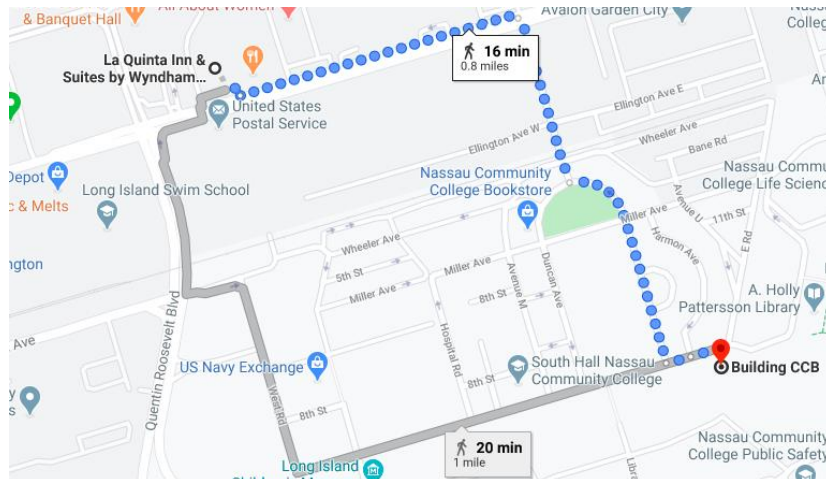 & Banquet Hall
All About Women
Avalon Garden City
Nassau
Community
College
La Quinta Inn &
Suites by Wyndham...
16 min
0.8 miles
United States
Postal Service
Ellington Ave E
Ellington Ave W
Wheeler Ave
Bane Rd
Depot
c & Melts
Long Island Swim School
Nassau Community
College Bookstore
Nassau Commu
College Life Scienc
Avenue U
11th St
E Rd
Miller Ave
Harmon Ave
ngton
Wheeler Ave
5th St
Miller Ave
Miller Ave
Avenue M
Duncan Ave
8th St
A. Holly
Pattersson Library
Ave
Quentin Roosevelt Blvd
Hospital Rd
US Navy Exchange
West Rd
8th St
8th St
South Hall Nassau
Community College
Building CCB
20 min
1 mile
Long Island
Nassau Commun
College Public Safety